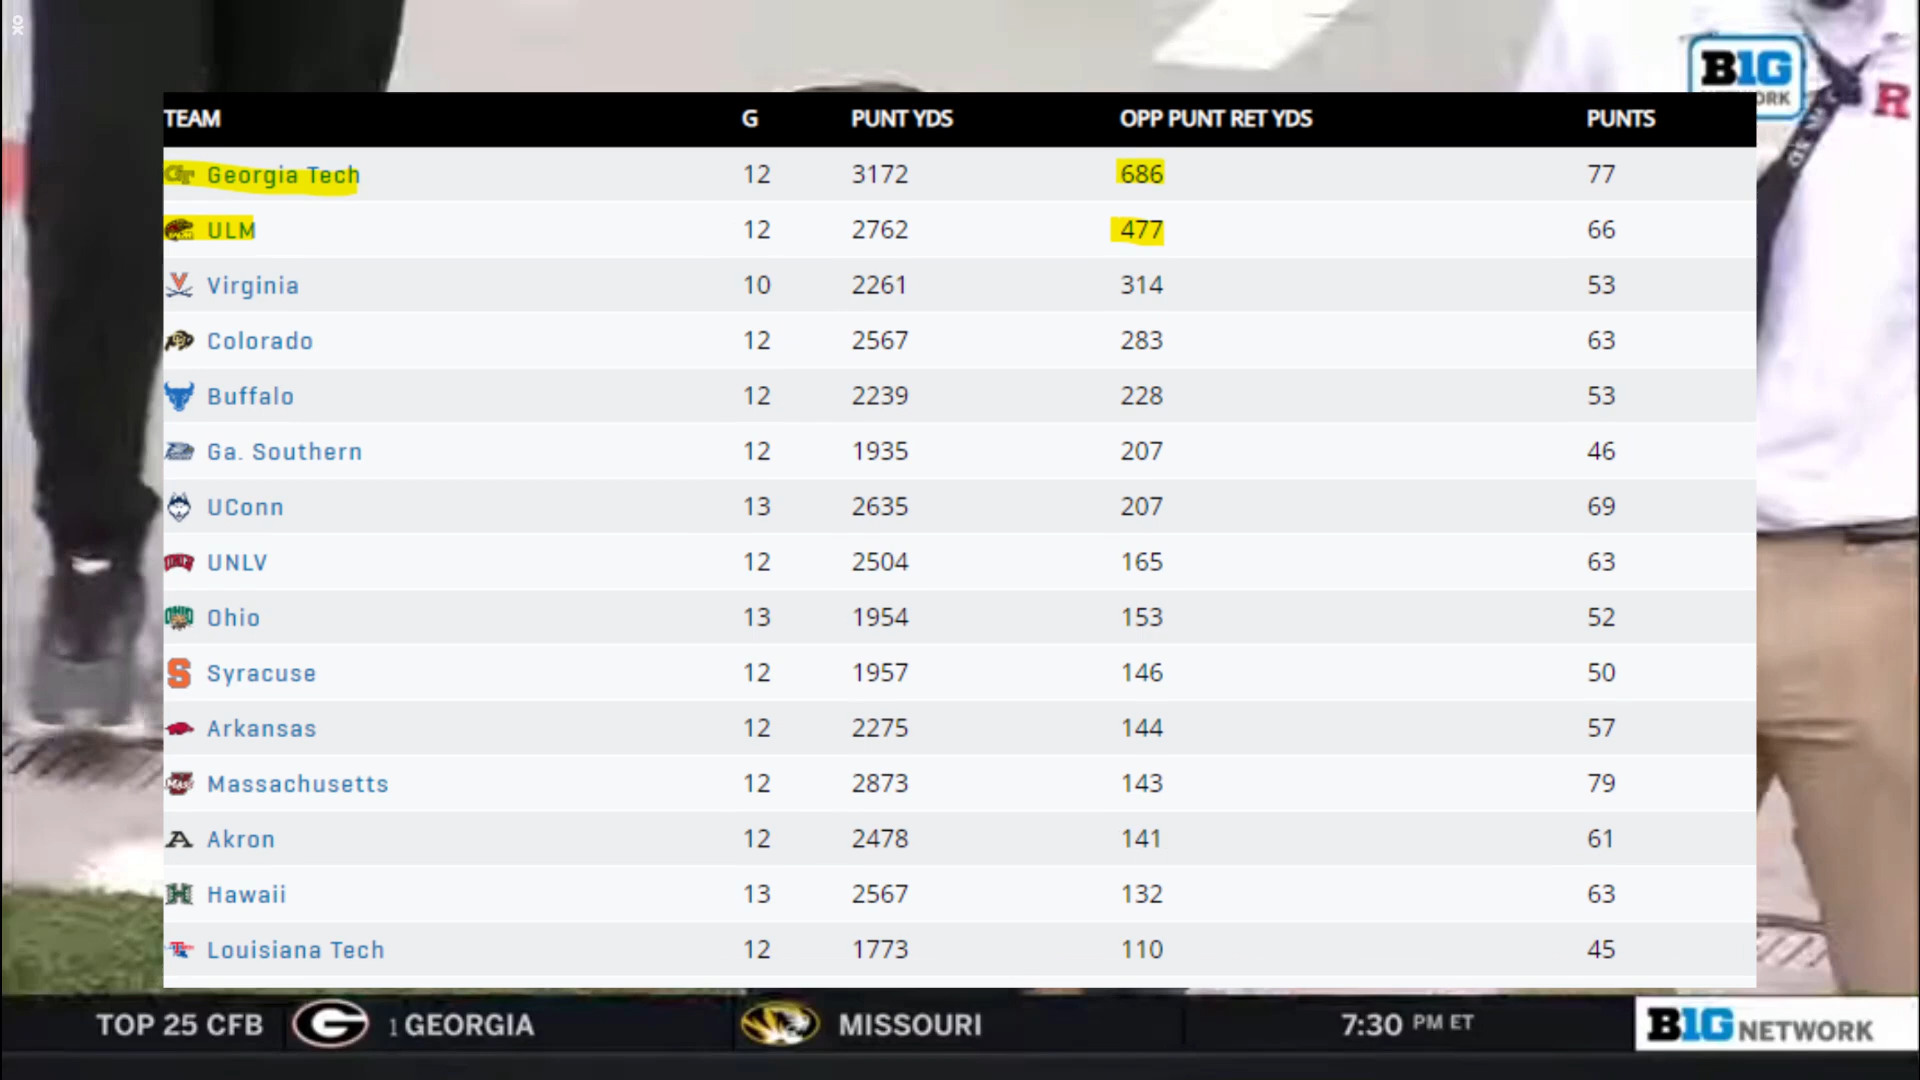 B1G
TEAM G PUNT YDS OPP PUNT RET YDS PUNTS
Georgia Tech 12 3172 686 77
ULM 12 2762 477 66
Virginia 10 2261 314 53
Colorado 12 2567 283 63
Buffalo 12 2239 228 53
Ga. Southern 12 1935 207 46
UConn 13 2635 207 69
UNLV 12 2504 165 63
Ohio 13 1954 153 52
Syracuse 12 1957 146 50
Arkansas 12 2275 144 57
Massachusetts 12 2873 143 79
Akron 12 2478 141 61
Hawaii 13 2567 132 63
Louisiana Tech 12 1773 110 45
TOP 25 CFB G 1 GEORGIA MISSOURI 7:30 PM ET B1G NETWORK
R